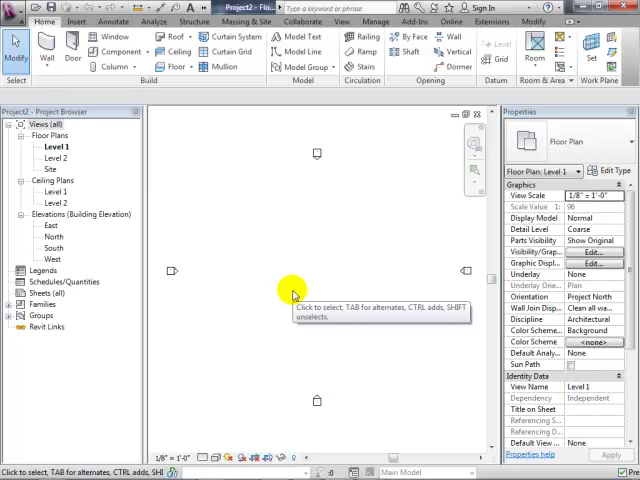 Project2 - Flo...
Type a keyword or phrase
Home Insert Annotate Analyze Structure Massing & Site Collaborate View Manage Add-Ins Online Extensions Modify
Modify
Wall
Door
Window
Component
Column
Roof
Ceiling
Floor
Curtain System
Curtain Grid
Mullion
Model Text
Model Line
Model Group
Railing
Ramp
Stairs
By Face
Shaft
Wall
Vertical
Dormer
Level
Grid
Room
Set
Select Build Model Circulation Opening Datum Room & Area Work Plane
Project2 - Project Browser
Views (all)
Floor Plans
Level 1
Level 2
Site
Ceiling Plans
Level 1
Level 2
Elevations (Building Elevation)
East
North
South
West
Legends
Schedules/Quantities
Sheets (all)
Families
Groups
Revit Links
2D
Click to select, TAB for alternates, CTRL adds, SHIFT
unselects.
Properties
Floor Plan
Floor Plan: Level 1 Edit Type
Graphics
View Scale 1/8" = 1'-0"
Scale Value 1: 96
Display Model Normal
Detail Level Coarse
Parts Visibility Show Original
Visibility/Grap... Edit...
Graphic Displ... Edit...
Underlay None
Underlay Orie...
Orientation Project North
Wall Join Displ... Clean all wa...
Discipline Architectural
Color Scheme... Background
Color Scheme <none>
Default Analy... None
Sun Path
Identity Data
View Name Level 1
Dependency Independent
Title on Sheet
Referencing S...
Referencing D...
Default View ... None
Properties help Apply
1/8" = 1'-0"
Click to select, TAB for alternates, CTRL adds, SHI :0 Main Model Pre